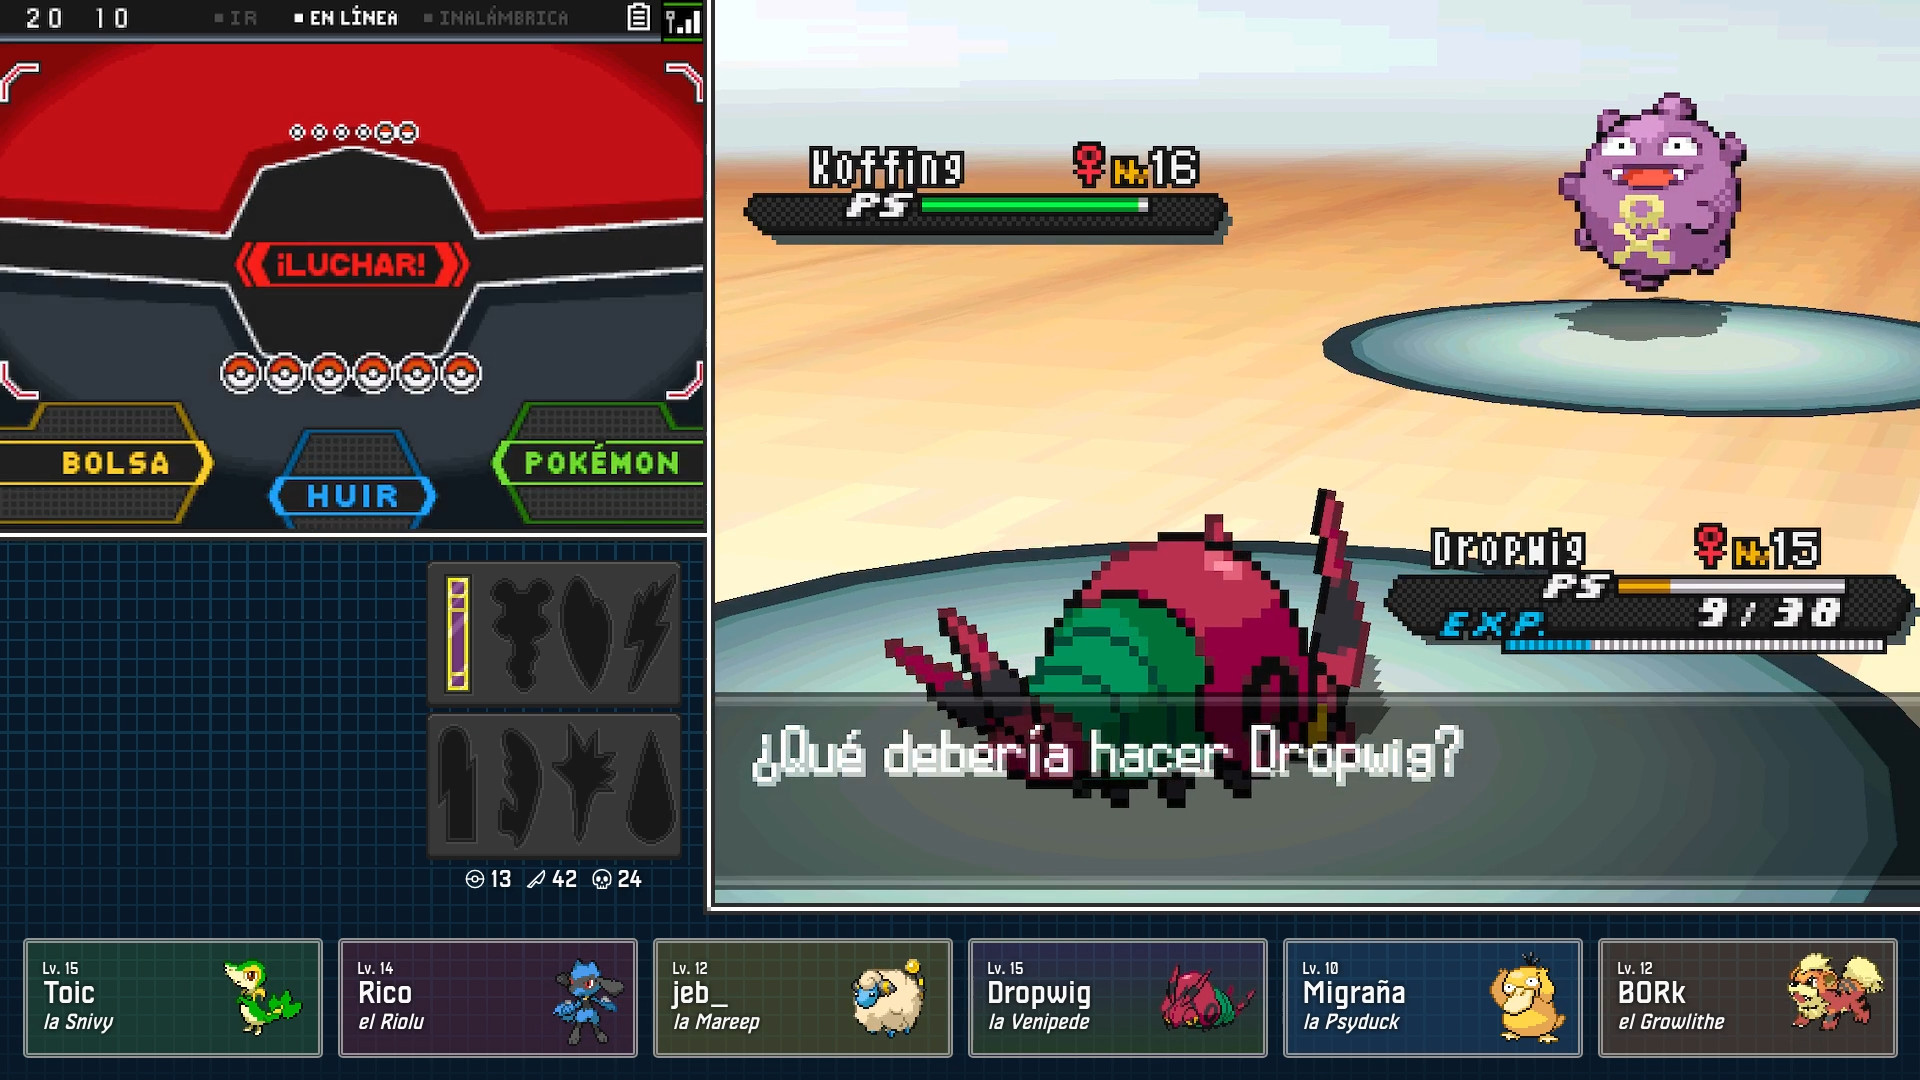 20 10
IR
EN LÍNEA
INALÁMBRICA
¡LUCHAR!
BOLSA
HUIR
POKÉMON
Koffing ♀ Nv.16
PS
Dropwig ♀ Nv.15
PS
9/38
EXP.
¿Qué debería hacer Dropwig?
13 42 24
Lv. 15
Toic
la Snivy
Lv. 14
Rico
el Riolu
Lv. 12
jeb_
la Mareep
Lv. 15
Dropwig
la Venipede
Lv. 10
Migraña
la Psyduck
Lv. 12
BORk
el Growlithe